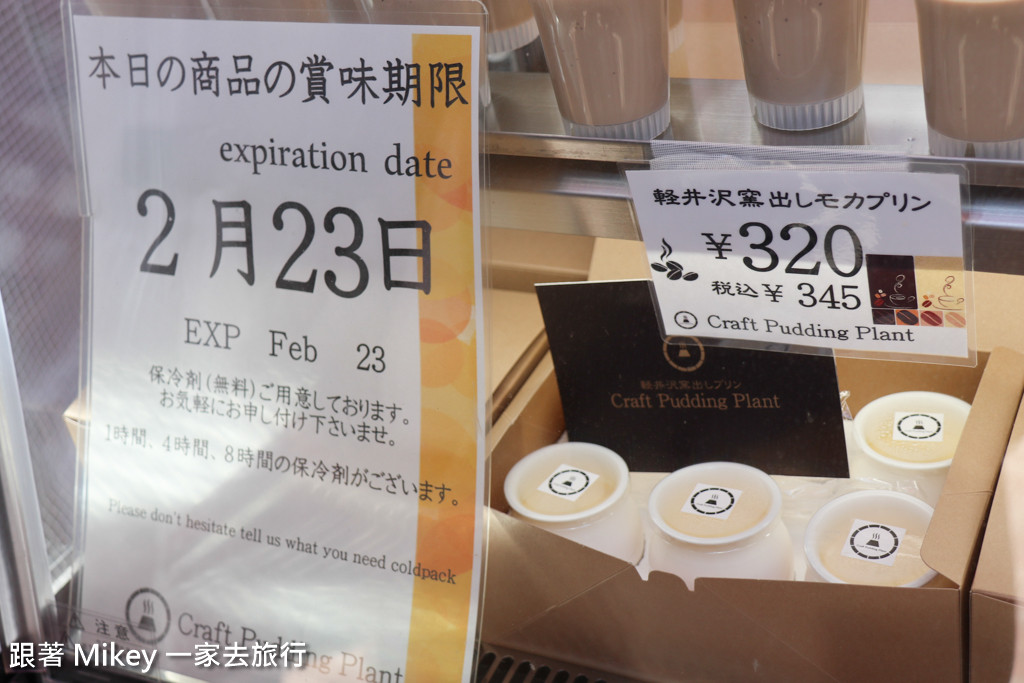 本日の商品の賞味期限
expiration date
2月23日
EXP Feb 23
保冷剤(無料)ご用意しております。
お気軽にお申し付け下さいませ。
1時間、4時間、8時間の保冷剤がございます。
Please don't hesitate tell us what you need coldpack
注意
Craft Pudding Plant
軽井沢窯出しモカプリン
¥320
税込¥ 345
Craft Pudding Plant
軽井沢窯出しプリン
Craft Pudding Plant
跟著 Mikey 一家去旅行